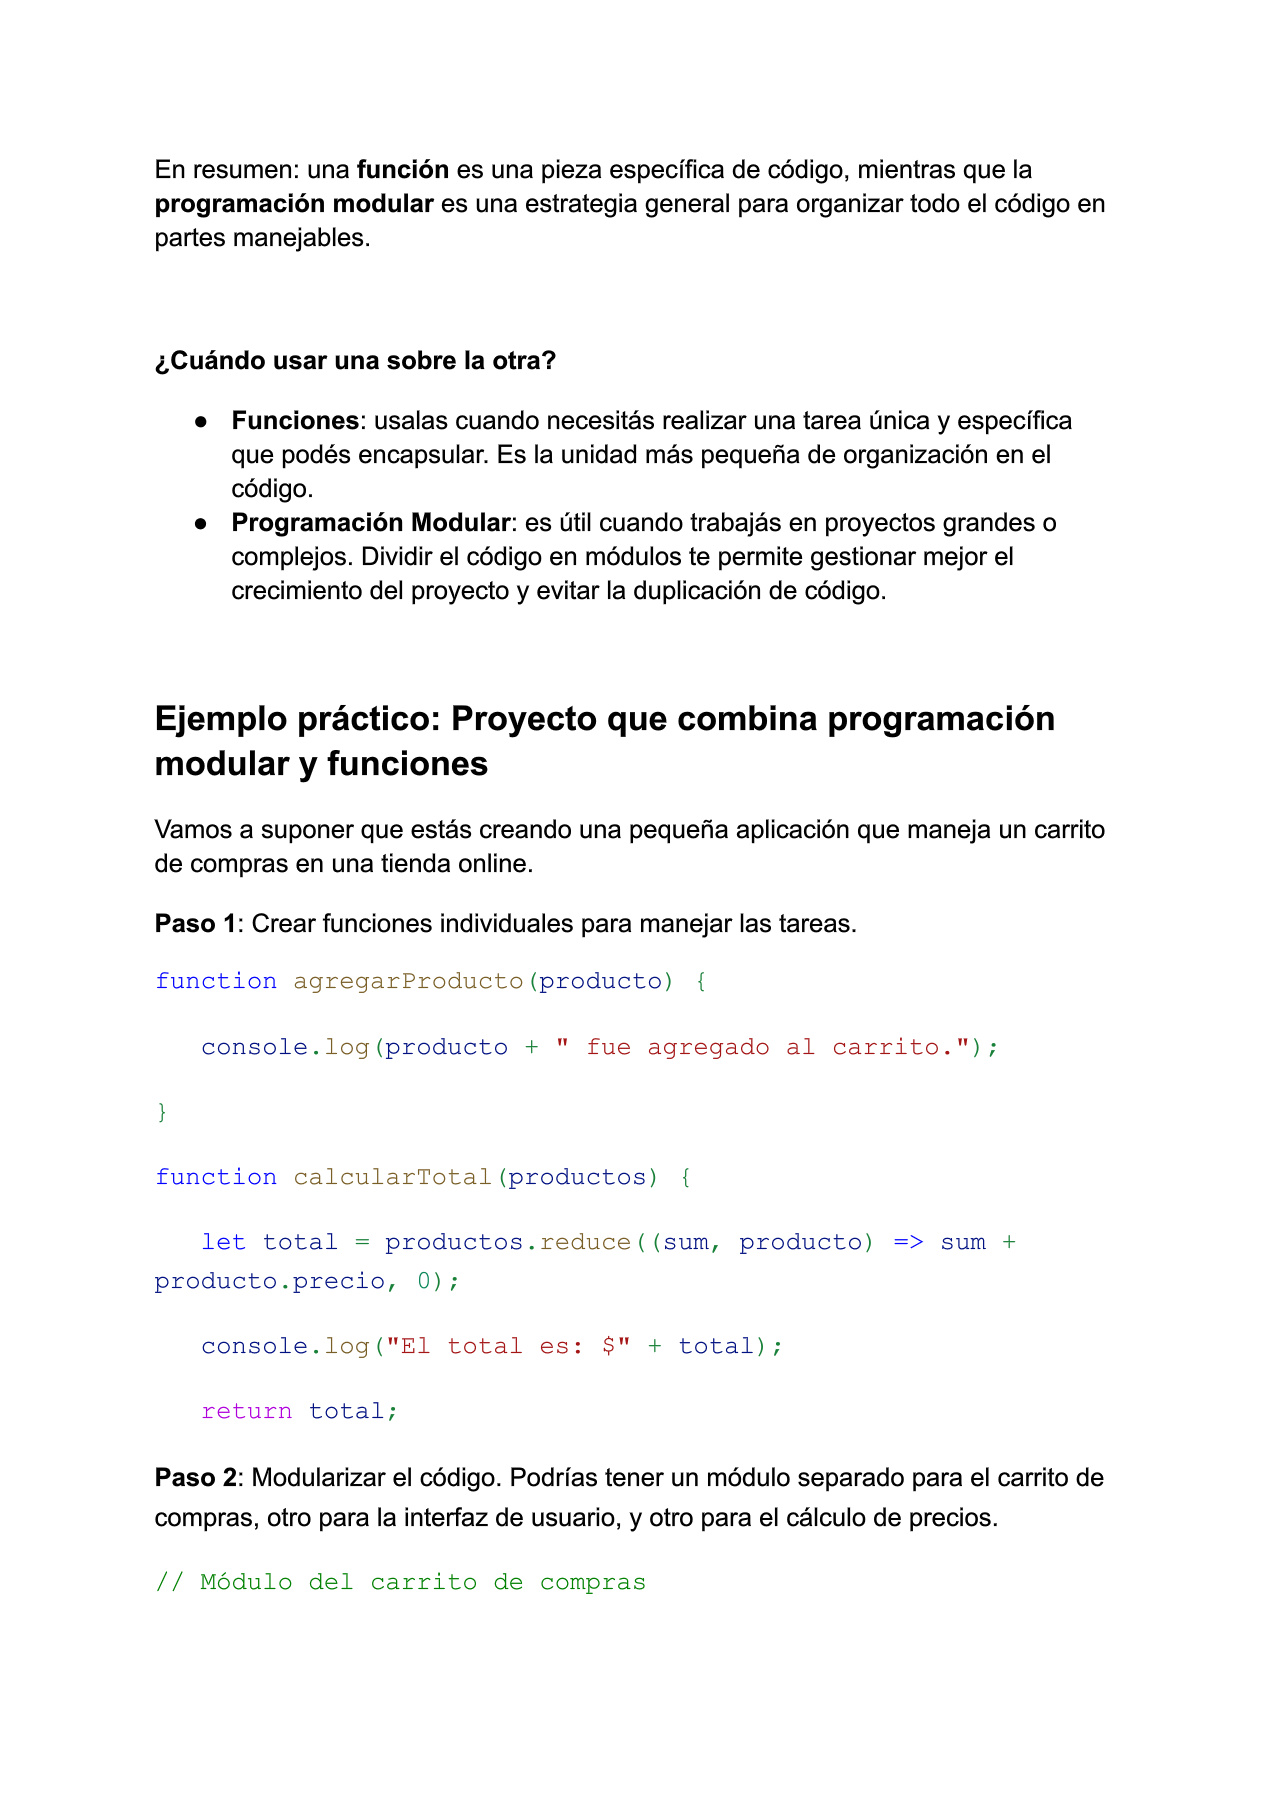 En resumen: una función es una pieza específica de código, mientras que la
programación modular es una estrategia general para organizar todo el código en
partes manejables.
¿Cuándo usar una sobre la otra?
● Funciones: usalas cuando necesitás realizar una tarea única y específica
que podés encapsular. Es la unidad más pequeña de organización en el
código.
● Programación Modular: es útil cuando trabajás en proyectos grandes o
complejos. Dividir el código en módulos te permite gestionar mejor el
crecimiento del proyecto y evitar la duplicación de código.
Ejemplo práctico: Proyecto que combina programación
modular y funciones
Vamos a suponer que estás creando una pequeña aplicación que maneja un carrito
de compras en una tienda online.
Paso 1: Crear funciones individuales para manejar las tareas.
function agregarProducto(producto) {
   console.log(producto + " fue agregado al carrito.");
}
function calcularTotal(productos) {
   let total = productos.reduce((sum, producto) => sum +
producto.precio, 0);
   console.log("El total es: $" + total);
   return total;
Paso 2: Modularizar el código. Podrías tener un módulo separado para el carrito de
compras, otro para la interfaz de usuario, y otro para el cálculo de precios.
// Módulo del carrito de compras